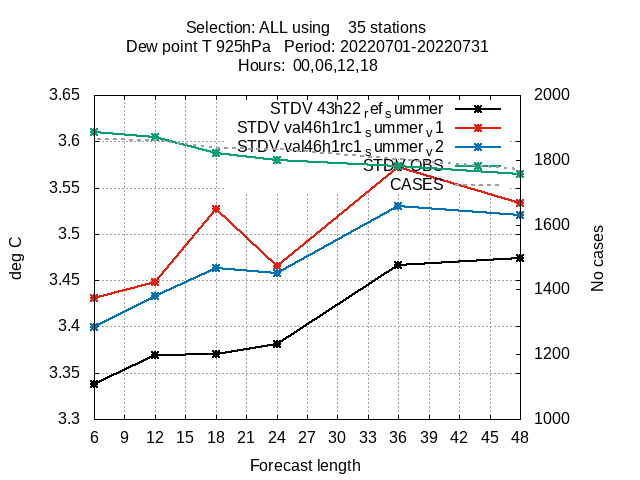 Selection: ALL using    35 stations
Dew point T 925hPa   Period: 20220701-20220731
Hours:  00,06,12,18
STDV 43h22ref_summer
STDV val46h1rc1summerv1
STDV val46h1rc1summerv2
STDV OBS
CASES
3.65
3.6
3.55
3.5
3.45
3.4
3.35
3.3
deg C
2000
1800
1600
1400
1200
1000
No cases
6 9 12 15 18 21 24 27 30 33 36 39 42 45 48
Forecast length